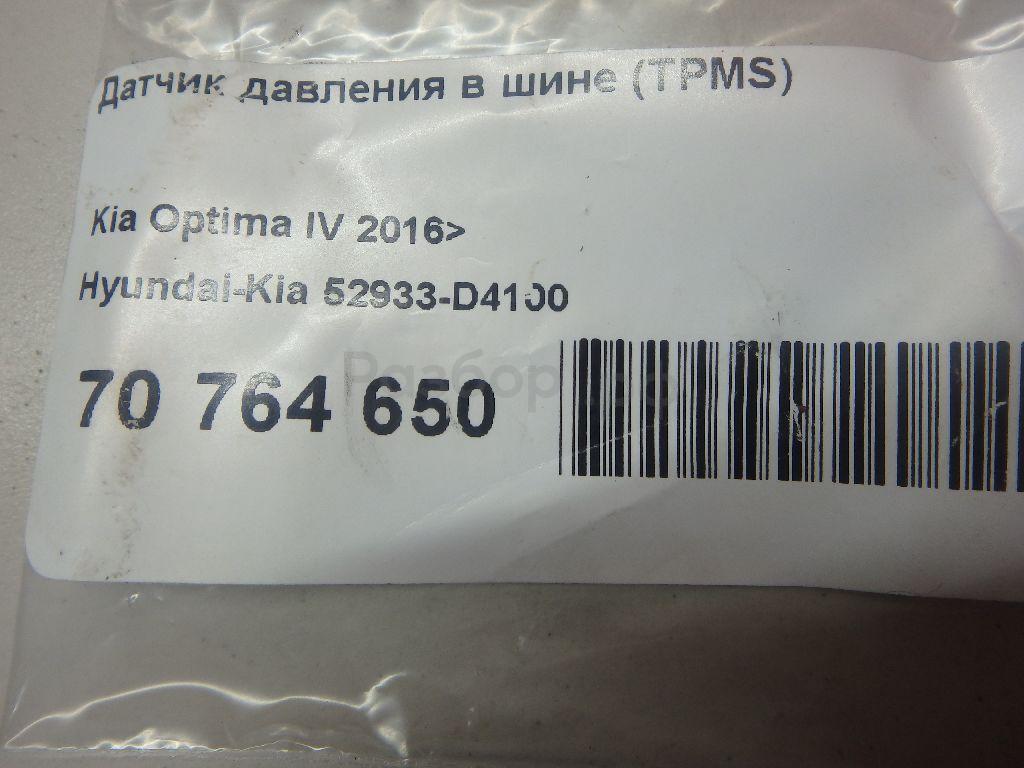 Датчик давления в шине (TPMS)
Kia Optima IV 2016>
Hyundai-Kia 52933-D4100
70 764 650